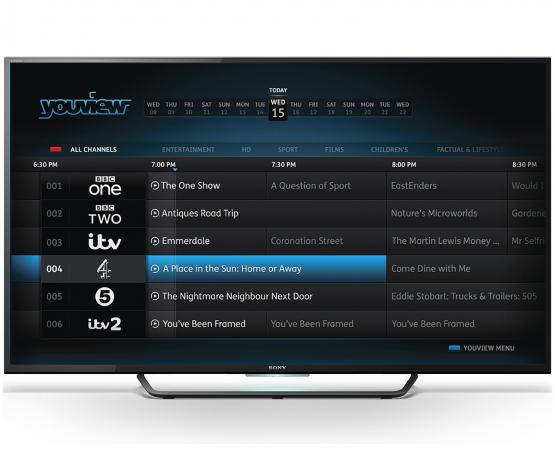 SONY
youview
TODAY
WED THU FRI SAT SUN MON TUE WED THU FRI SAT SUN MON TUE WED
08 09 10 11 12 13 14 15 16 17 18 19 20 21 22
ALL CHANNELS ENTERTAINMENT HD SPORT FILMS CHILDREN'S FACTUAL & LIFESTYLE
6:30 PM 7:00 PM 7:30 PM 8:00 PM 8:30 PM
001 BBC one The One Show A Question of Sport EastEnders Would I
002 BBC TWO Antiques Road Trip Nature's Microworlds Gardene
003 itv Emmerdale Coronation Street The Martin Lewis Money ... Mr Selfri
004 4 A Place in the Sun: Home or Away Come Dine with Me
005 5 The Nightmare Neighbour Next Door Eddie Stobart: Trucks & Trailers: 505
006 itv2 You've Been Framed You've Been Framed You've Been Framed
YOUVIEW MENU
SONY